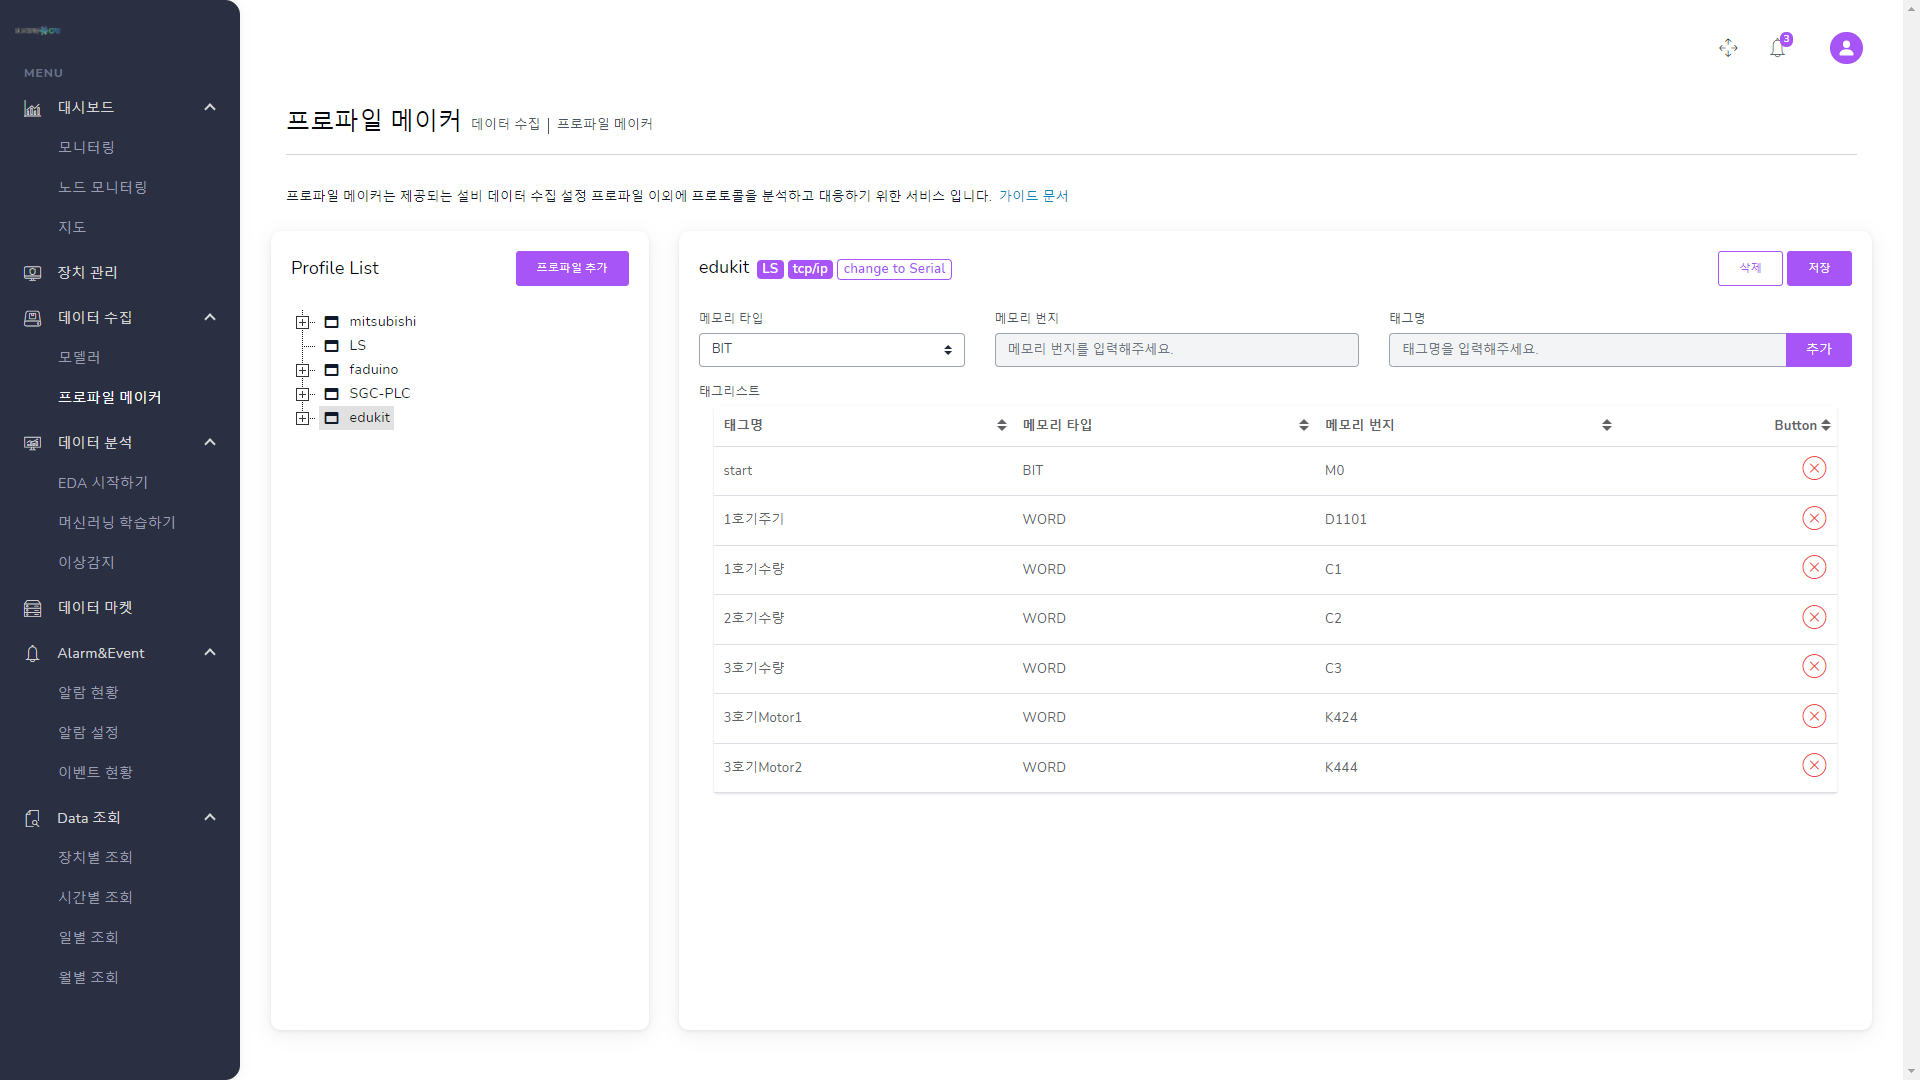 MENU
대시보드
모니터링
노드 모니터링
지도
장치 관리
데이터 수집
모델러
프로파일 메이커
데이터 분석
EDA 시작하기
머신러닝 학습하기
이상감지
데이터 마켓
Alarm&Event
알람 현황
알람 설정
이벤트 현황
Data 조회
장치별 조회
시간별 조회
일별 조회
월별 조회
3
프로파일 메이커 데이터 수집 | 프로파일 메이커
프로파일 메이커는 제공되는 설비 데이터 수집 설정 프로파일 이외에 프로토콜을 분석하고 대응하기 위한 서비스 입니다. 가이드 문서
Profile List 프로파일 추가
mitsubishi
LS
faduino
SGC-PLC
edukit
edukit LS tcp/ip change to Serial 삭제 저장
메모리 타입 메모리 번지 태그명
BIT 메모리 번지를 입력해주세요. 태그명을 입력해주세요. 추가
태그리스트
태그명 메모리 타입 메모리 번지 Button
start BIT M0
1호기주기 WORD D1101
1호기수량 WORD C1
2호기수량 WORD C2
3호기수량 WORD C3
3호기Motor1 WORD K424
3호기Motor2 WORD K444